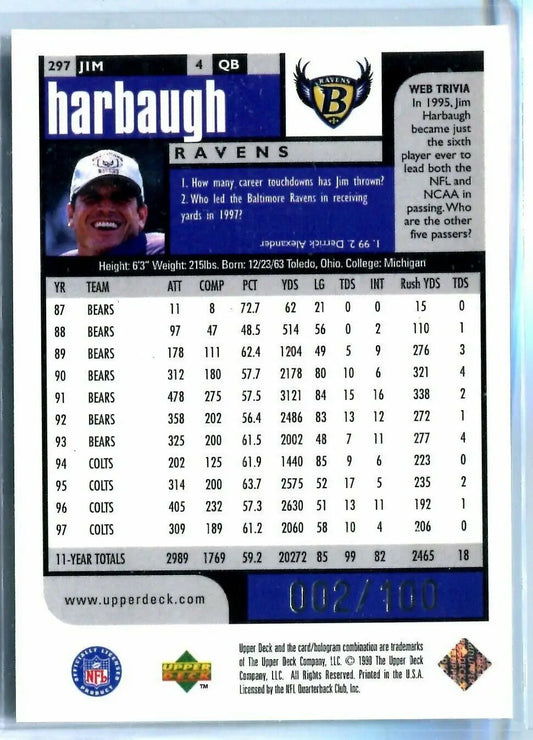 297 JIM 4 QB
harbaugh
RAVENS
RAVENS
B
1. How many career touchdowns has Jim thrown?
2. Who led the Baltimore Ravens in receiving
yards in 1997?
1. 99 2. Derrick Alexander
WEB TRIVIA
In 1995, Jim
Harbaugh
became just
the sixth
player ever to
lead both the
NFL and
NCAA in
passing. Who
are the other
five passers?
Height: 6'3" Weight: 215lbs. Born: 12/23/63 Toledo, Ohio. College: Michigan
YR TEAM ATT COMP PCT YDS LG TDS INT Rush YDS TDS
87 BEARS 11 8 72.7 62 21 0 0 15 0
88 BEARS 97 47 48.5 514 56 0 2 110 1
89 BEARS 178 111 62.4 1204 49 5 9 276 3
90 BEARS 312 180 57.7 2178 80 10 6 321 4
91 BEARS 478 275 57.5 3121 84 15 16 338 2
92 BEARS 358 202 56.4 2486 83 13 12 272 1
93 BEARS 325 200 61.5 2002 48 7 11 277 4
94 COLTS 202 125 61.9 1440 85 9 6 223 0
95 COLTS 314 200 63.7 2575 52 17 5 235 2
96 COLTS 405 232 57.3 2630 51 13 11 192 1
97 COLTS 309 189 61.2 2060 58 10 4 206 0
11-YEAR TOTALS 2989 1769 59.2 20272 85 99 82 2465 18
www.upperdeck.com
002/100
OFFICIALLY LICENSED
NFL
PRODUCT
UPPER
DECK
TM
Upper Deck and the card/hologram combination are trademarks
of The Upper Deck Company, LLC. © 1998 The Upper Deck
Company, LLC. All Rights Reserved. Printed in the U.S.A.
Licensed by the NFL Quarterback Club, Inc.